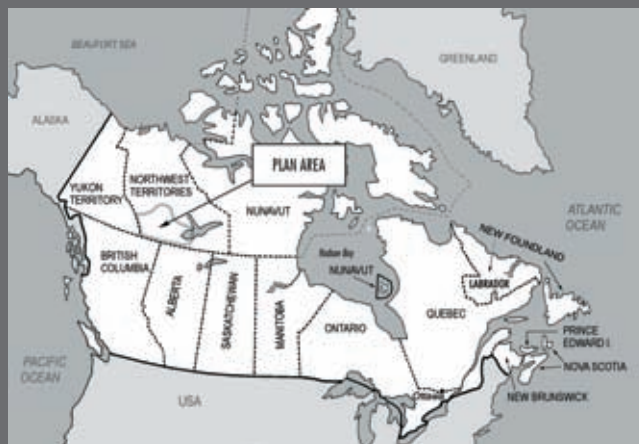 BEAUFORT SEA
GREENLAND
ALASKA
PLAN AREA
YUKON
TERRITORY
NORTHWEST
TERRITORIES
NUNAVUT
ATLANTIC
OCEAN
NEW FOUNDLAND
BRITISH
COLUMBIA
Hudson Bay
NUNAVUT
LABRADOR
ALBERTA
SASKATCHEWAN
MANITOBA
ONTARIO
QUEBEC
PRINCE
EDWARD I.
NOVA SCOTIA
NEW BRUNSWICK
PACIFIC
OCEAN
USA
Ottawa